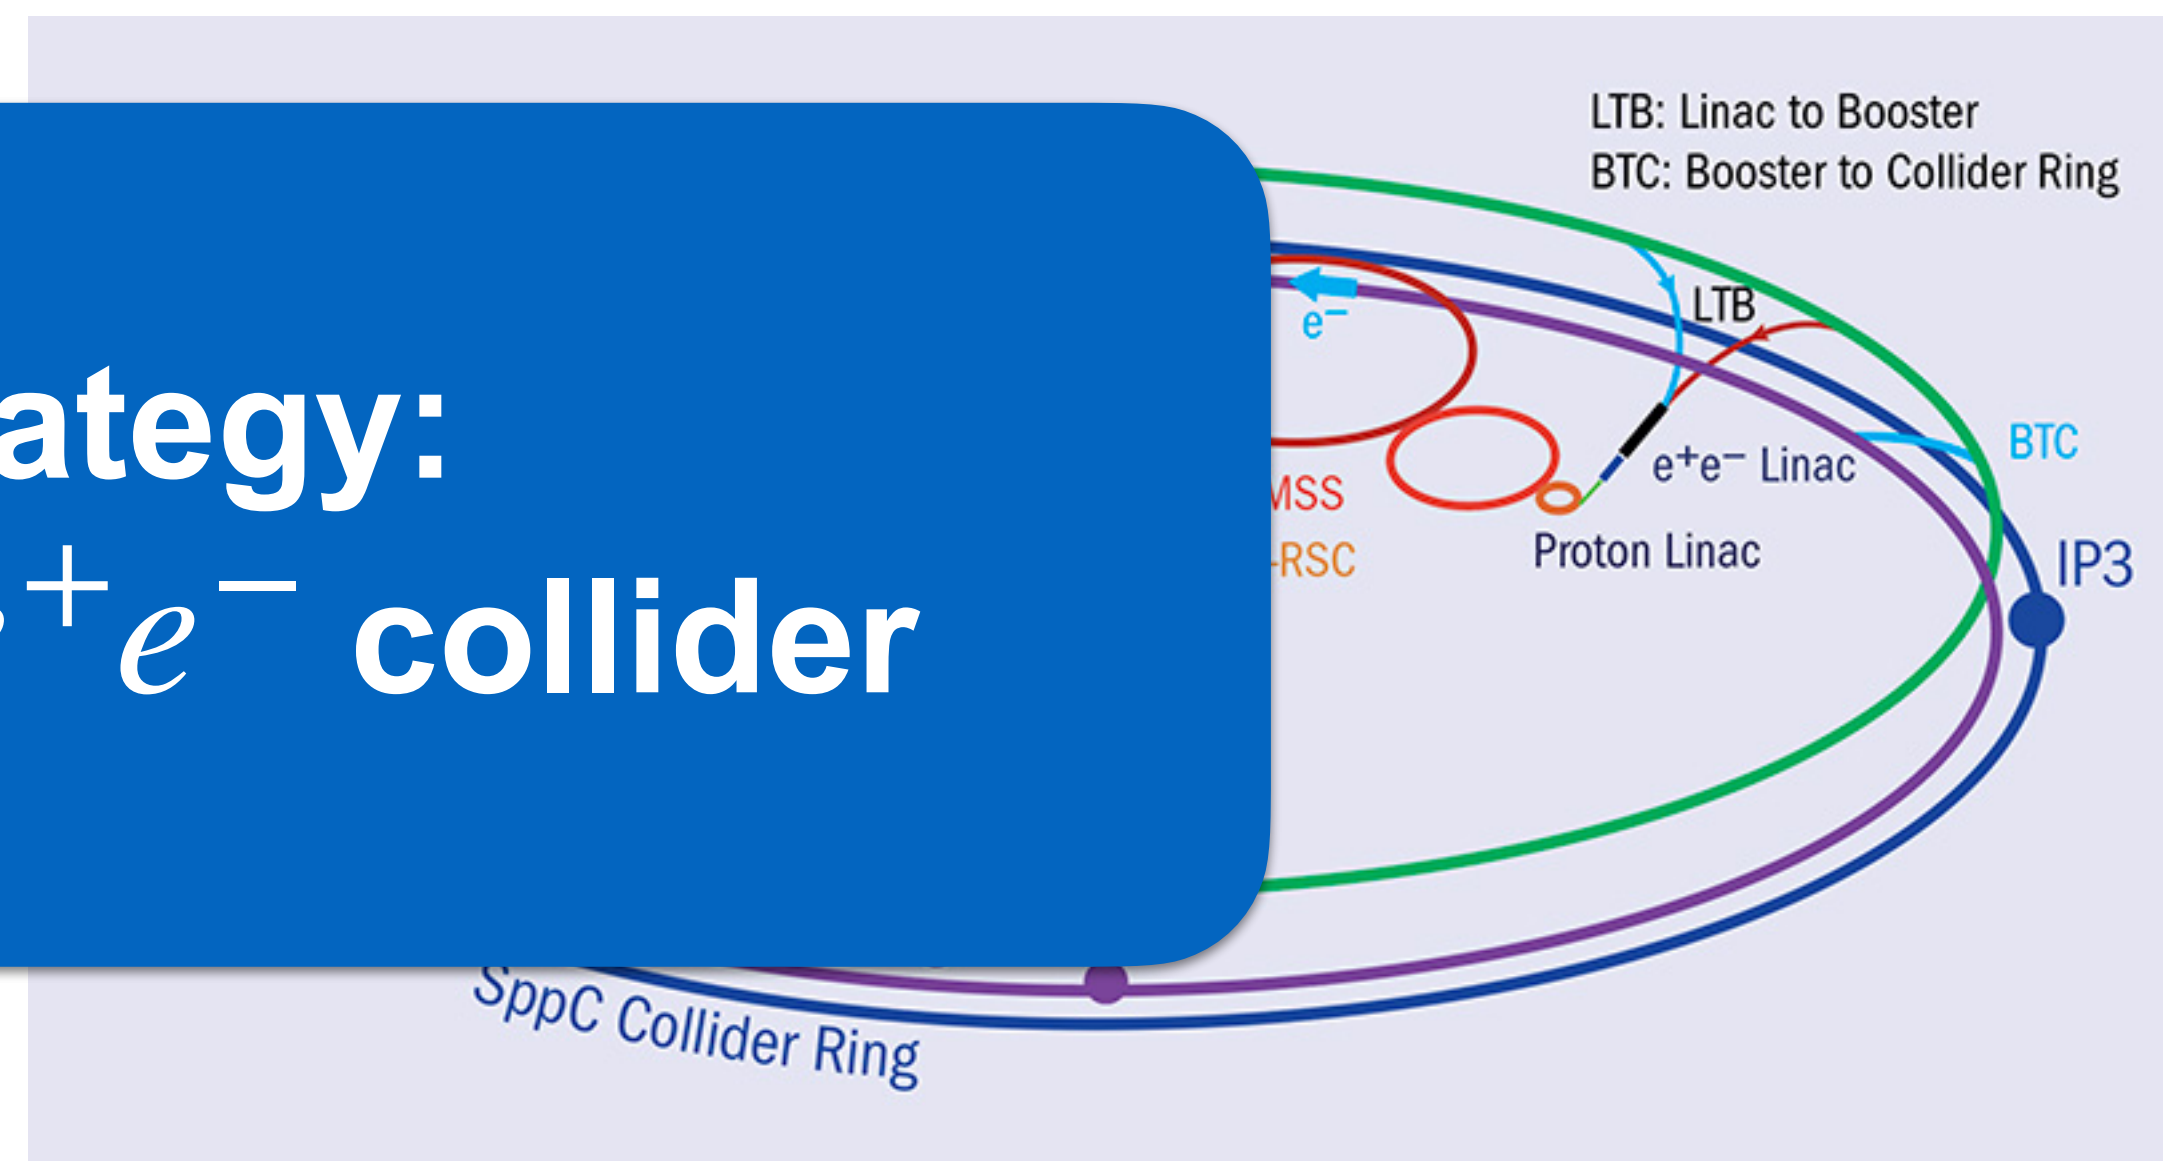 LTB: Linac to Booster
BTC: Booster to Collider Ring
LTB
e⁻
ategy:
⁺e⁻ collider
BTC
e⁺e⁻ Linac
MSS
Proton Linac
-RSC
IP3
SppC Collider Ring